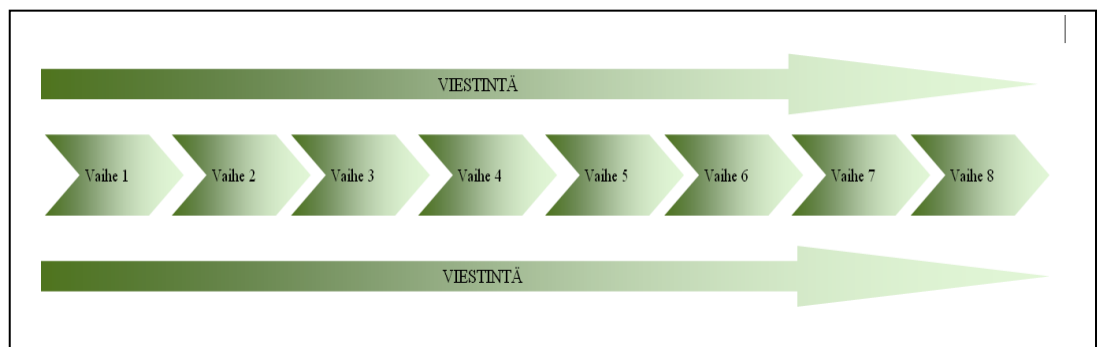 VIESTINTÄ
Vaihe 1 Vaihe 2 Vaihe 3 Vaihe 4 Vaihe 5 Vaihe 6 Vaihe 7 Vaihe 8
VIESTINTÄ